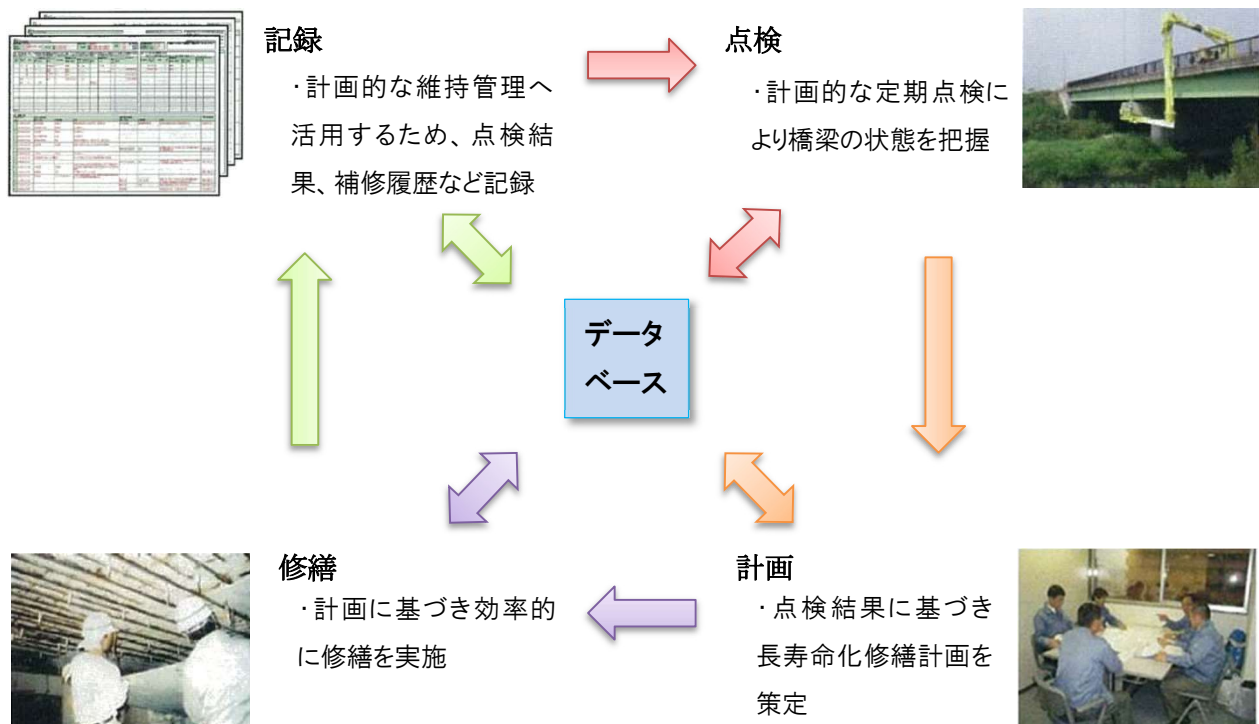 記録
・計画的な維持管理へ
活用するため、点検結
果、補修履歴など記録
点検
・計画的な定期点検に
より橋梁の状態を把握
データ
ベース
修繕
・計画に基づき効率的
に修繕を実施
計画
・点検結果に基づき
長寿命化修繕計画を
策定